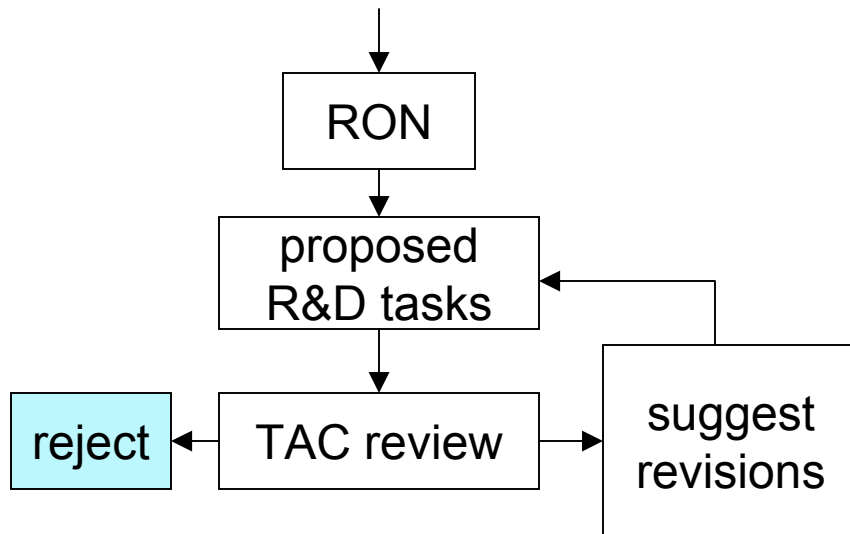 RON
proposed
R&D tasks
reject
TAC review
suggest
revisions